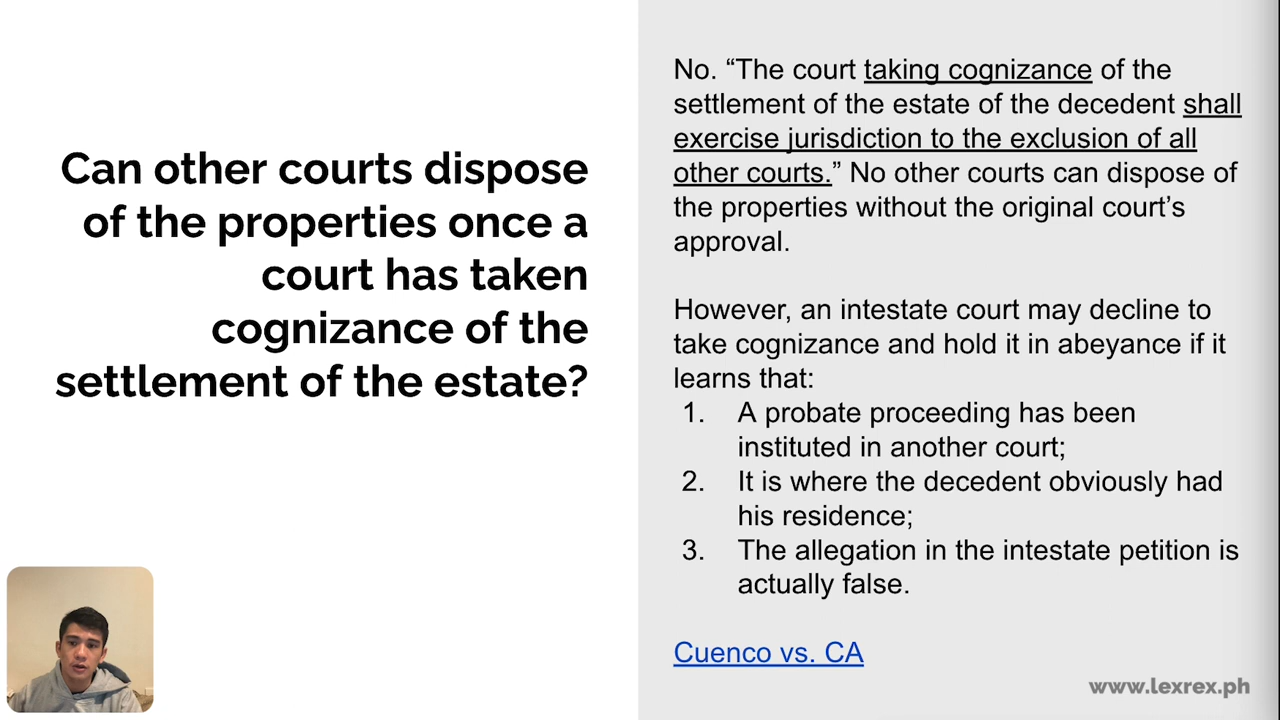 Can other courts dispose
of the properties once a
court has taken
cognizance of the
settlement of the estate?
No. “The court taking cognizance of the
settlement of the estate of the decedent shall
exercise jurisdiction to the exclusion of all
other courts.” No other courts can dispose of
the properties without the original court’s
approval.
However, an intestate court may decline to
take cognizance and hold it in abeyance if it
learns that:
1. A probate proceeding has been
instituted in another court;
2. It is where the decedent obviously had
his residence;
3. The allegation in the intestate petition is
actually false.
Cuenco vs. CA
www.lexrex.ph